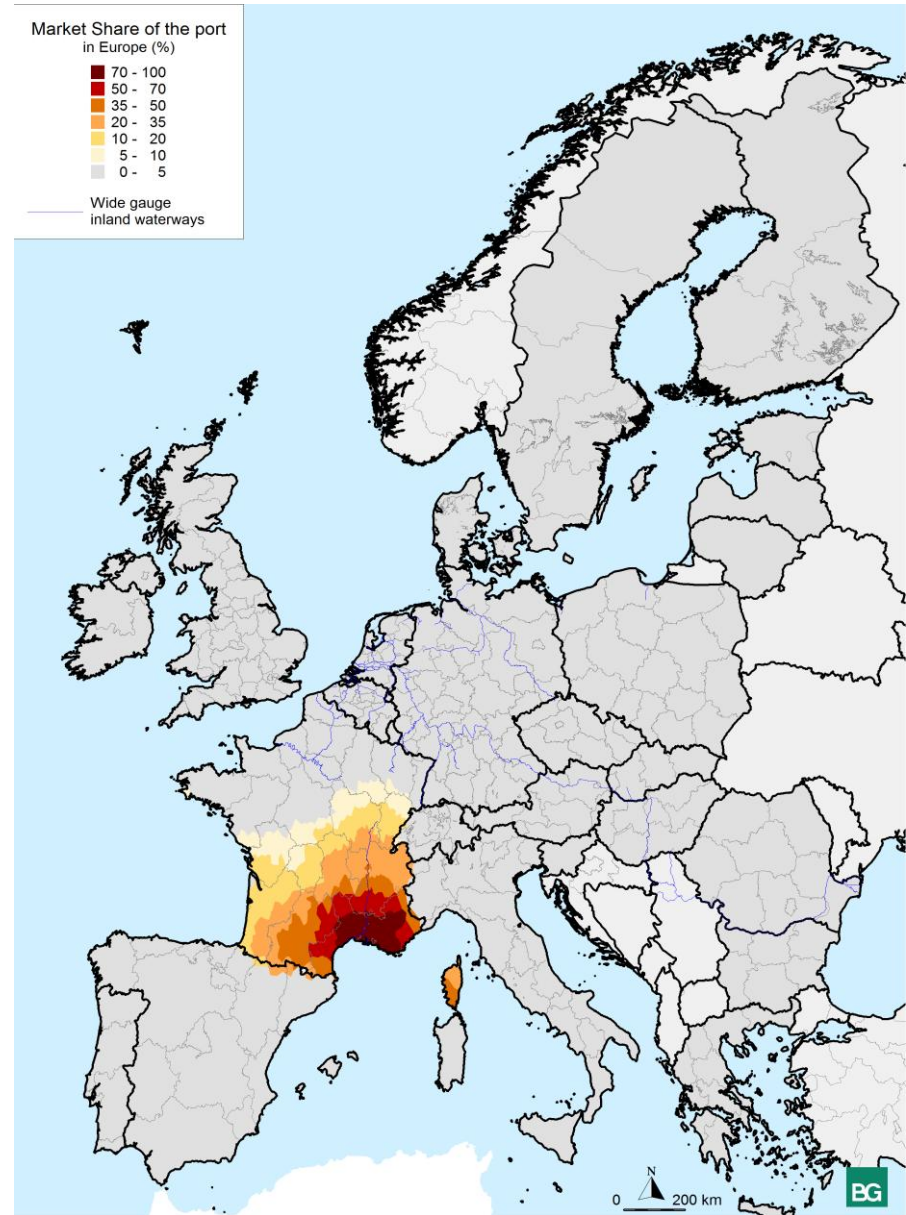 Market Share of the port
in Europe (%)
70 - 100
50 - 70
35 - 50
20 - 35
10 - 20
5 - 10
0 - 5
Wide gauge
inland waterways
N
0 200 km
BG